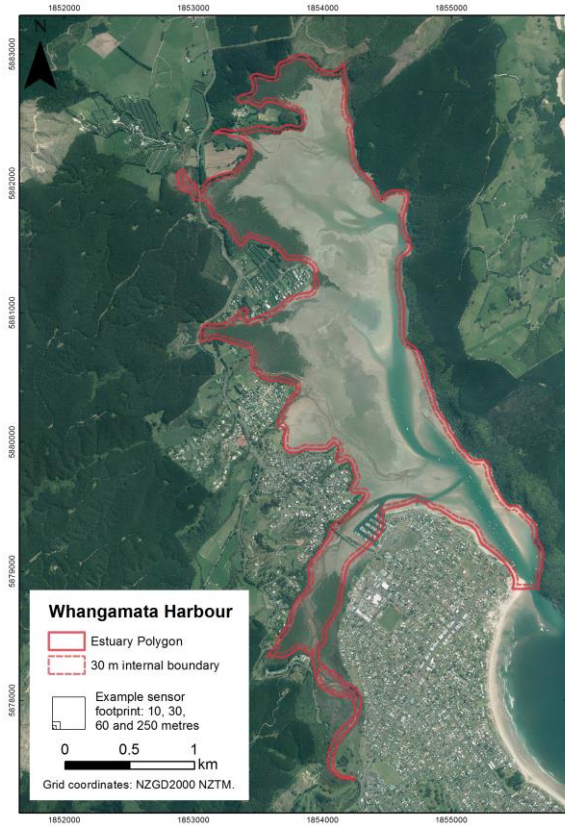 1852000 1853000 1854000 1855000
5883000
N
5882000
5881000
5880000
5879000
5878000
Whangamata Harbour
Estuary Polygon
30 m internal boundary
Example sensor
footprint: 10, 30,
60 and 250 metres
0 0.5 1
km
Grid coordinates: NZGD2000 NZTM.
1852000 1853000 1854000 1855000